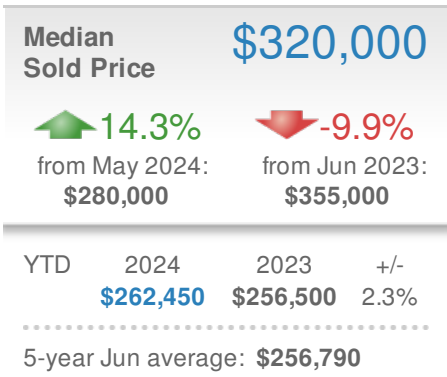 Median $320,000
Sold Price
14.3% -9.9%
from May 2024: from Jun 2023:
$280,000 $355,000
YTD 2024 2023 +/-
$262,450 $256,500 2.3%
5-year Jun average: $256,790